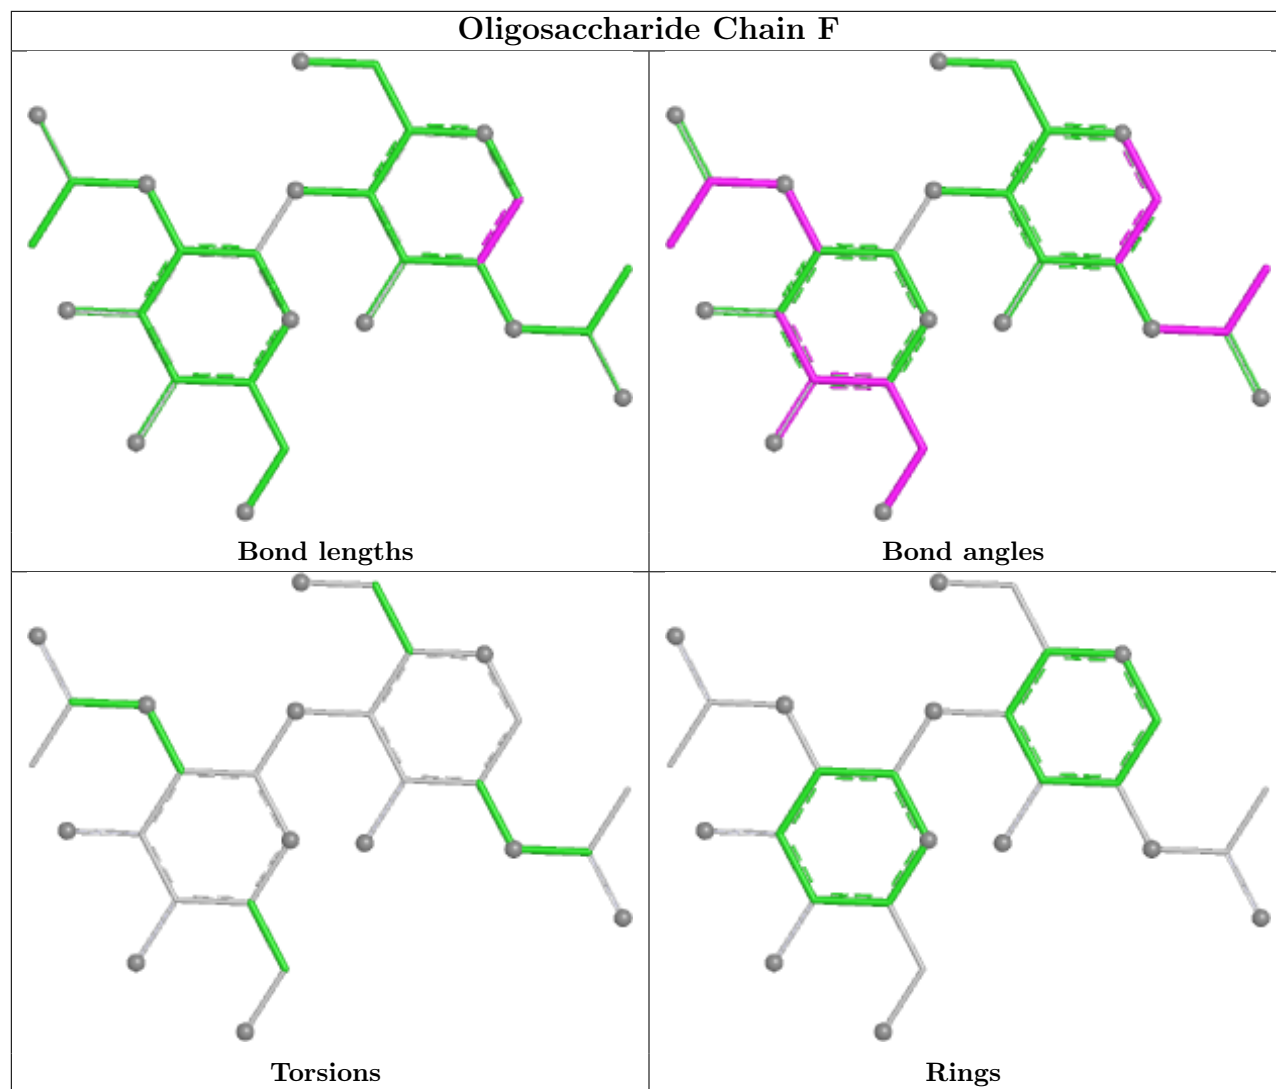 Oligosaccharide Chain F
Bond lengths
Bond angles
Torsions
Rings